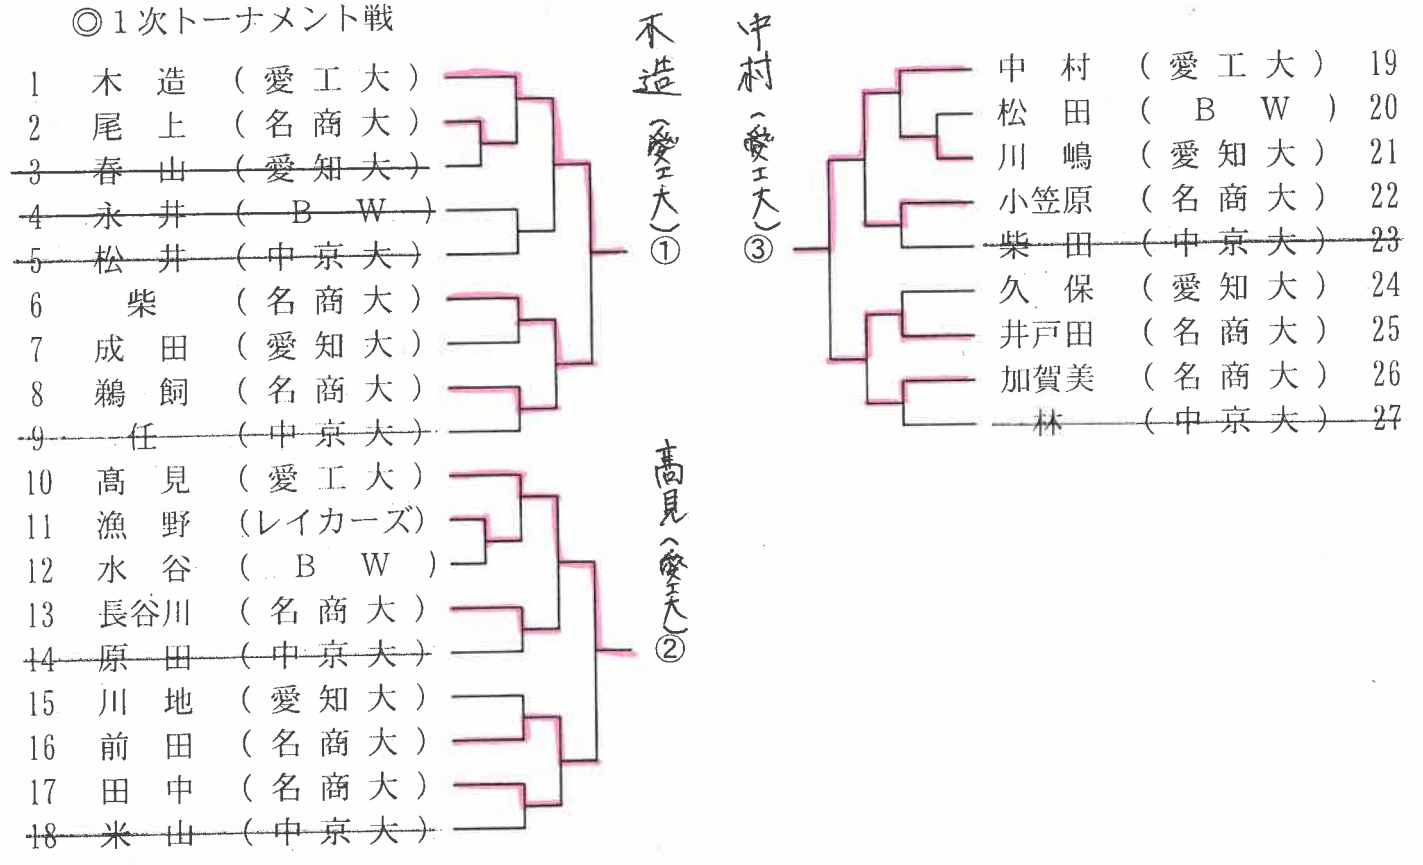 ◎1次トーナメント戦
1 木造 (愛工大)
2 尾上 (名商大)
3 春山 (愛知大)
4 永井 (BW)
5 松井 (中京大)
6 柴 (名商大)
7 成田 (愛知大)
8 鵜飼 (名商大)
9 任 (中京大)
10 髙見 (愛工大)
11 漁野 (レイカーズ)
12 水谷 (BW)
13 長谷川 (名商大)
14 原田 (中京大)
15 川地 (愛知大)
16 前田 (名商大)
17 田中 (名商大)
18 米山 (中京大)
木造(愛工大)①
髙見(愛工大)②
中村(愛工大)③
中村 (愛工大) 19
松田 (BW) 20
川嶋 (愛知大) 21
小笠原 (名商大) 22
柴田 (中京大) 23
久保 (愛知大) 24
井戸田 (名商大) 25
加賀美 (名商大) 26
林 (中京大) 27